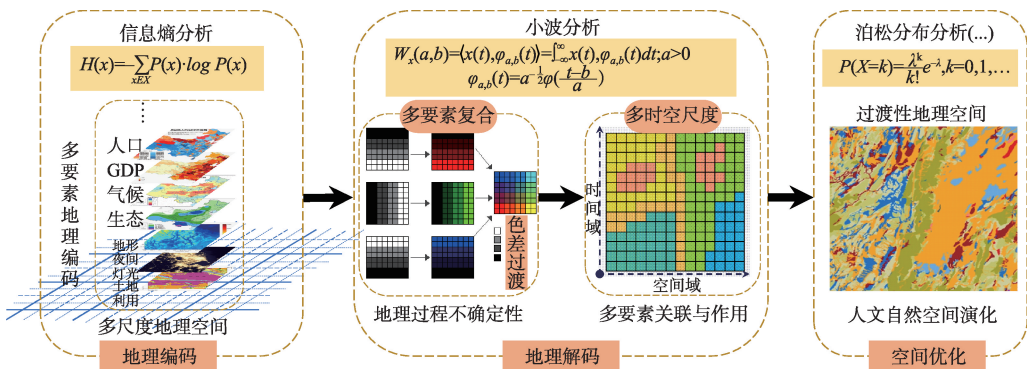 信息熵分析
H(x)=-∑P(x)·log P(x)
xEX
⋮
人口
GDP
气候
生态
地形
夜间
灯光
土地
利用
多要素地理编码
多尺度地理空间
地理编码
小波分析
Wₓ(a,b)=⟨x(t),φa,b(t)⟩=∫_{-∞}^{∞}x(t),φa,b(t)dt;a>0
φa,b(t)=a^{-1/2}φ((t-b)/a)
多要素复合
色差过渡
地理过程不确定性
多时空尺度
时间域
空间域
多要素关联与作用
地理解码
泊松分布分析(...)
P(X=k)=λ^k/k! e^{-λ},k=0,1,…
过渡性地理空间
人文自然空间演化
空间优化